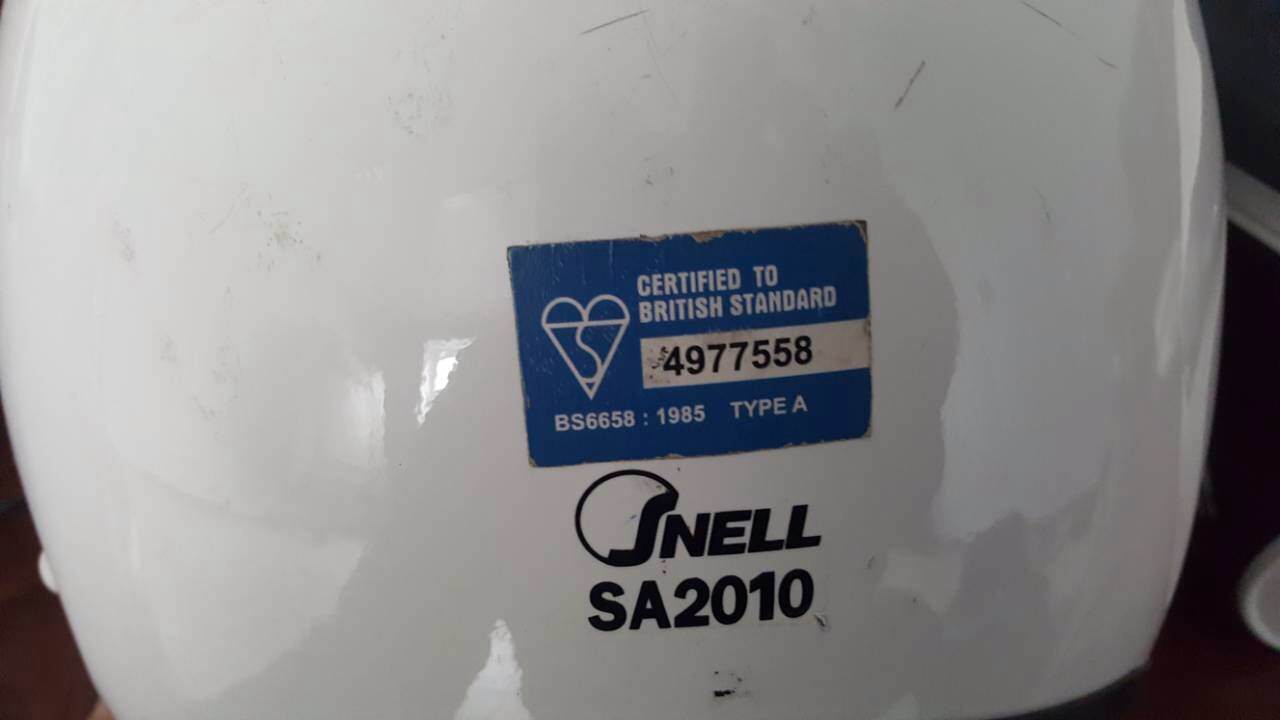 CERTIFIED TO
BRITISH STANDARD
4977558
BS6658 : 1985 TYPE A
SNELL
SA2010